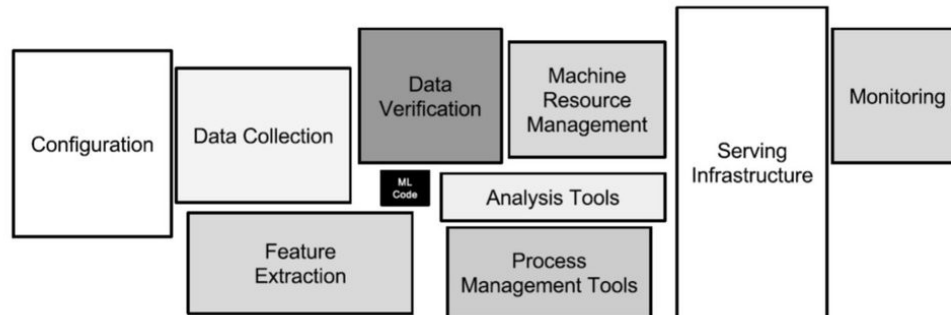 Configuration
Data Collection
Feature
Extraction
Data
Verification
ML
Code
Machine
Resource
Management
Analysis Tools
Process
Management Tools
Serving
Infrastructure
Monitoring